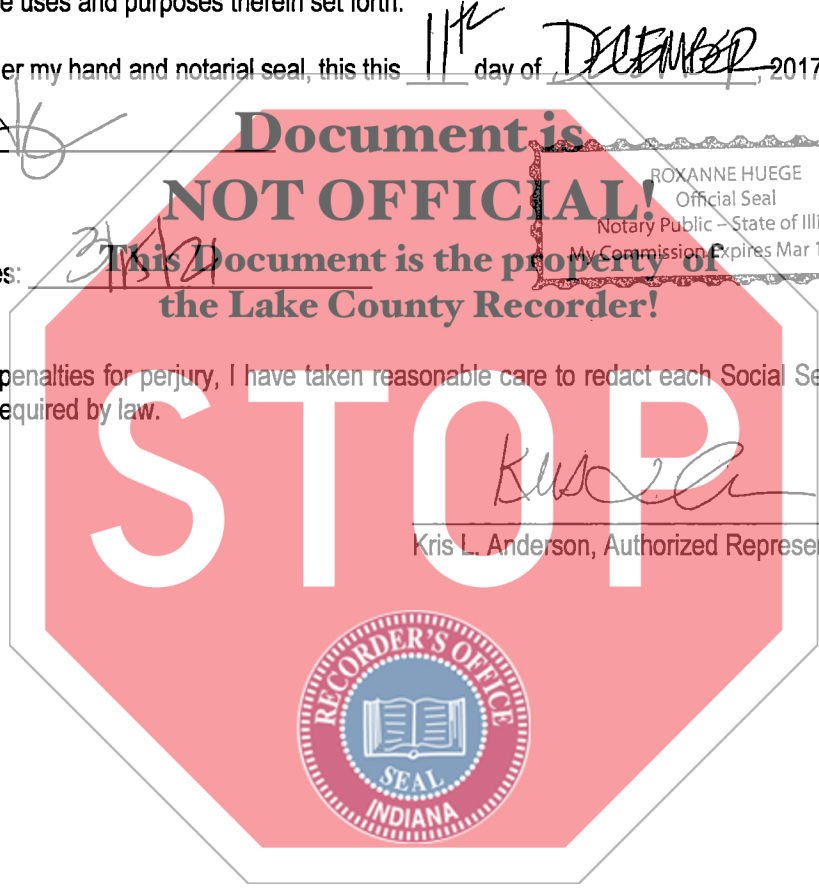 e uses and purposes therein set forth.
er my hand and notarial seal, this this 11th day of DECEMBER, 2017
Document is
NOT OFFICIAL!
This Document is the property of
the Lake County Recorder!
ROXANNE HUEGE
Official Seal
Notary Public – State of Illi
My Commission Expires Mar 1
es: 3/15/21
penalties for perjury, I have taken reasonable care to redact each Social Se
equired by law.
STOP
Kris L. Anderson, Authorized Represen
RECORDER'S OFFICE
SEAL
INDIANA